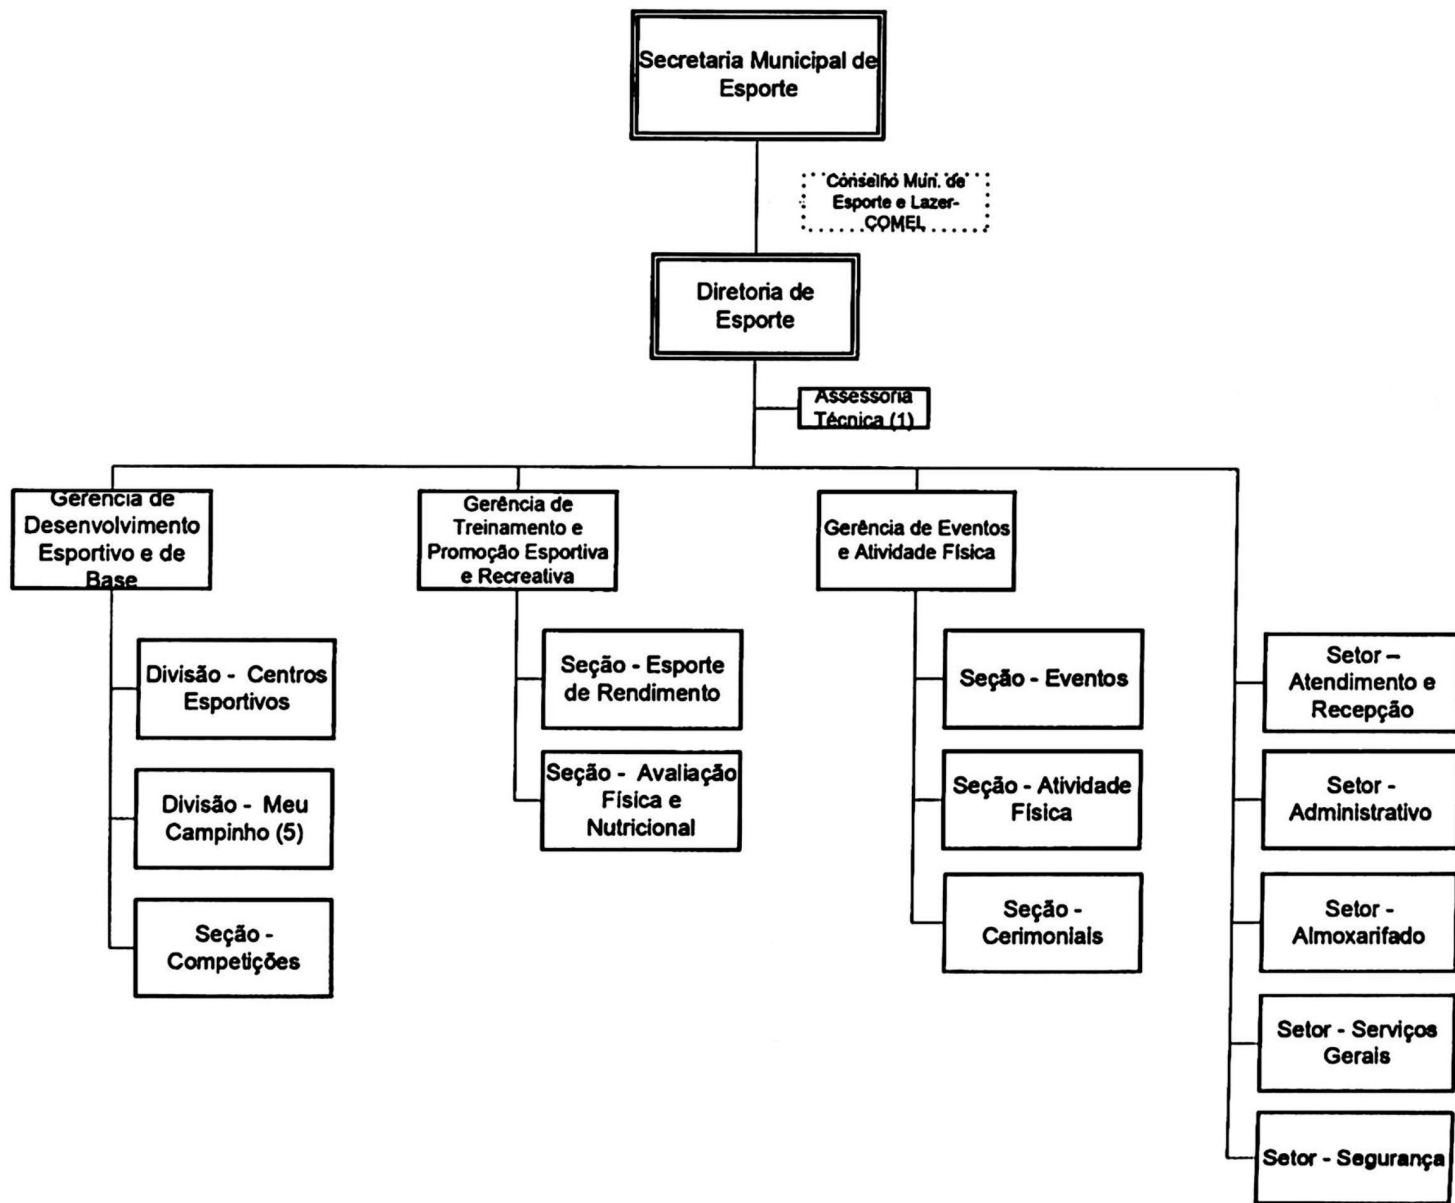 Secretaria Municipal de
Esporte
Conselho Mun. de
Esporte e Lazer-
COMEL
Diretoria de
Esporte
Assessoria
Técnica (1)
Gerência de
Desenvolvimento
Esportivo e de
Base
Gerência de
Treinamento e
Promoção Esportiva
e Recreativa
Gerência de Eventos
e Atividade Física
Divisão - Centros
Esportivos
Divisão - Meu
Campinho (5)
Seção -
Competições
Seção - Esporte
de Rendimento
Seção - Avaliação
Física e
Nutricional
Seção - Eventos
Seção - Atividade
Física
Seção -
Cerimoniais
Setor –
Atendimento e
Recepção
Setor -
Administrativo
Setor -
Almoxarifado
Setor - Serviços
Gerais
Setor - Segurança